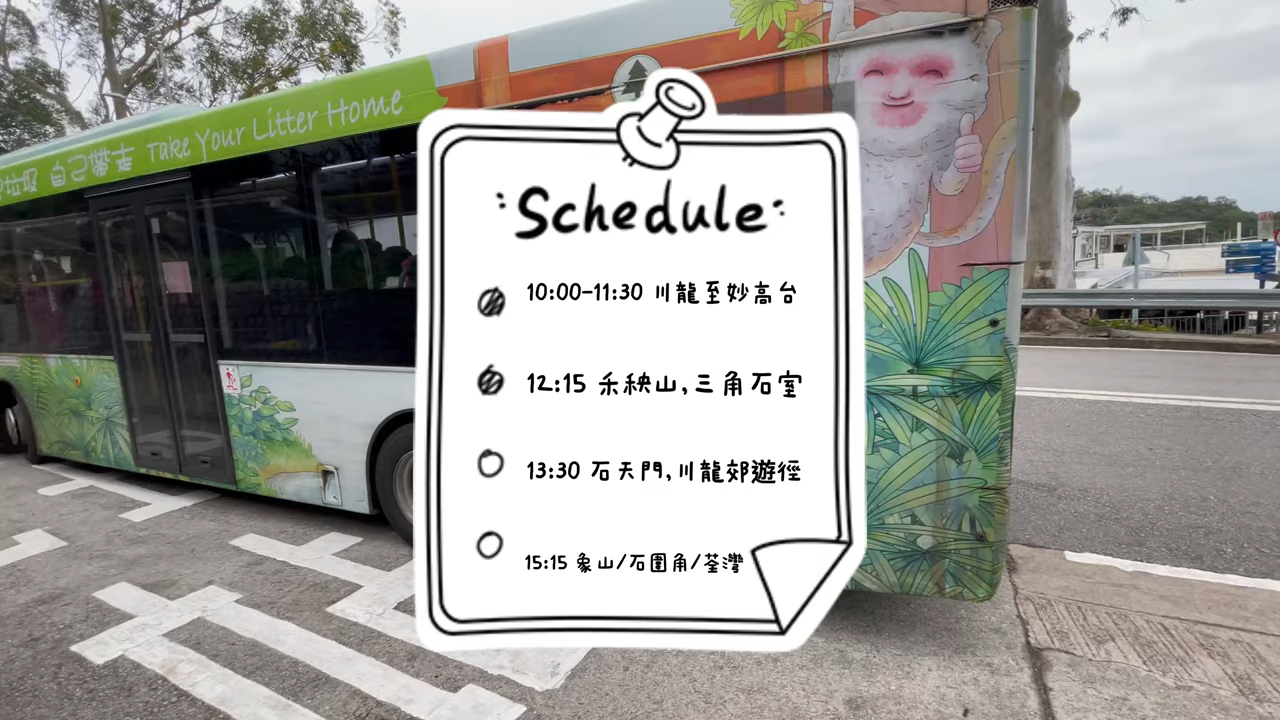 垃圾 自己帶走 Take Your Litter Home
Schedule
10:00-11:30 川龍至妙高台
12:15 禾秧山,三角石室
13:30 石天門,川龍郊遊徑
15:15 象山/石圍角/荃灣